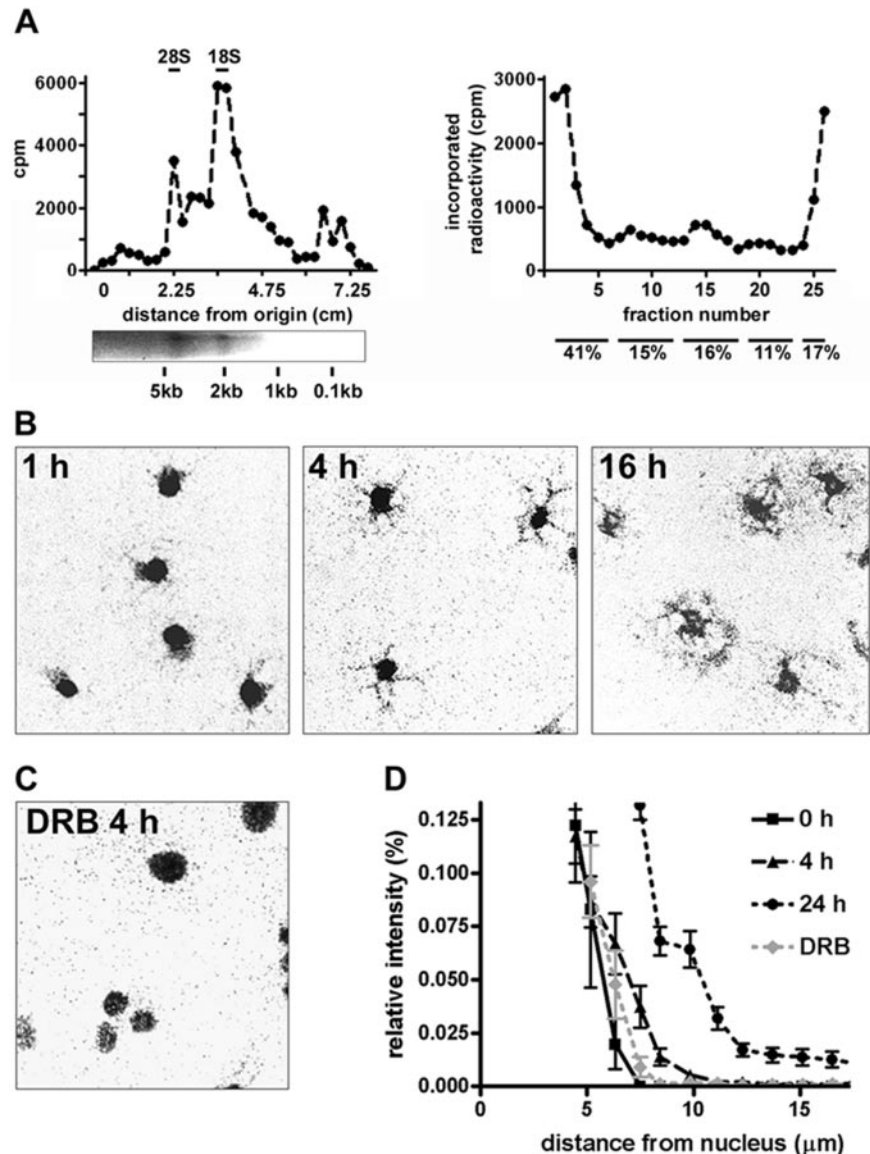 A
28S 18S
6000
4000
2000
0
cpm
0 2.25 4.75 7.25
distance from origin (cm)
5kb 2kb 1kb 0.1kb
3000
2000
1000
0
incorporated
radioactivity (cpm)
5 10 15 20 25
fraction number
41% 15% 16% 11% 17%
B
1 h
4 h
16 h
C
DRB 4 h
D
0.125
0.100
0.075
0.050
0.025
0.000
relative intensity (%)
0 h
4 h
24 h
DRB
0 5 10 15
distance from nucleus (μm)